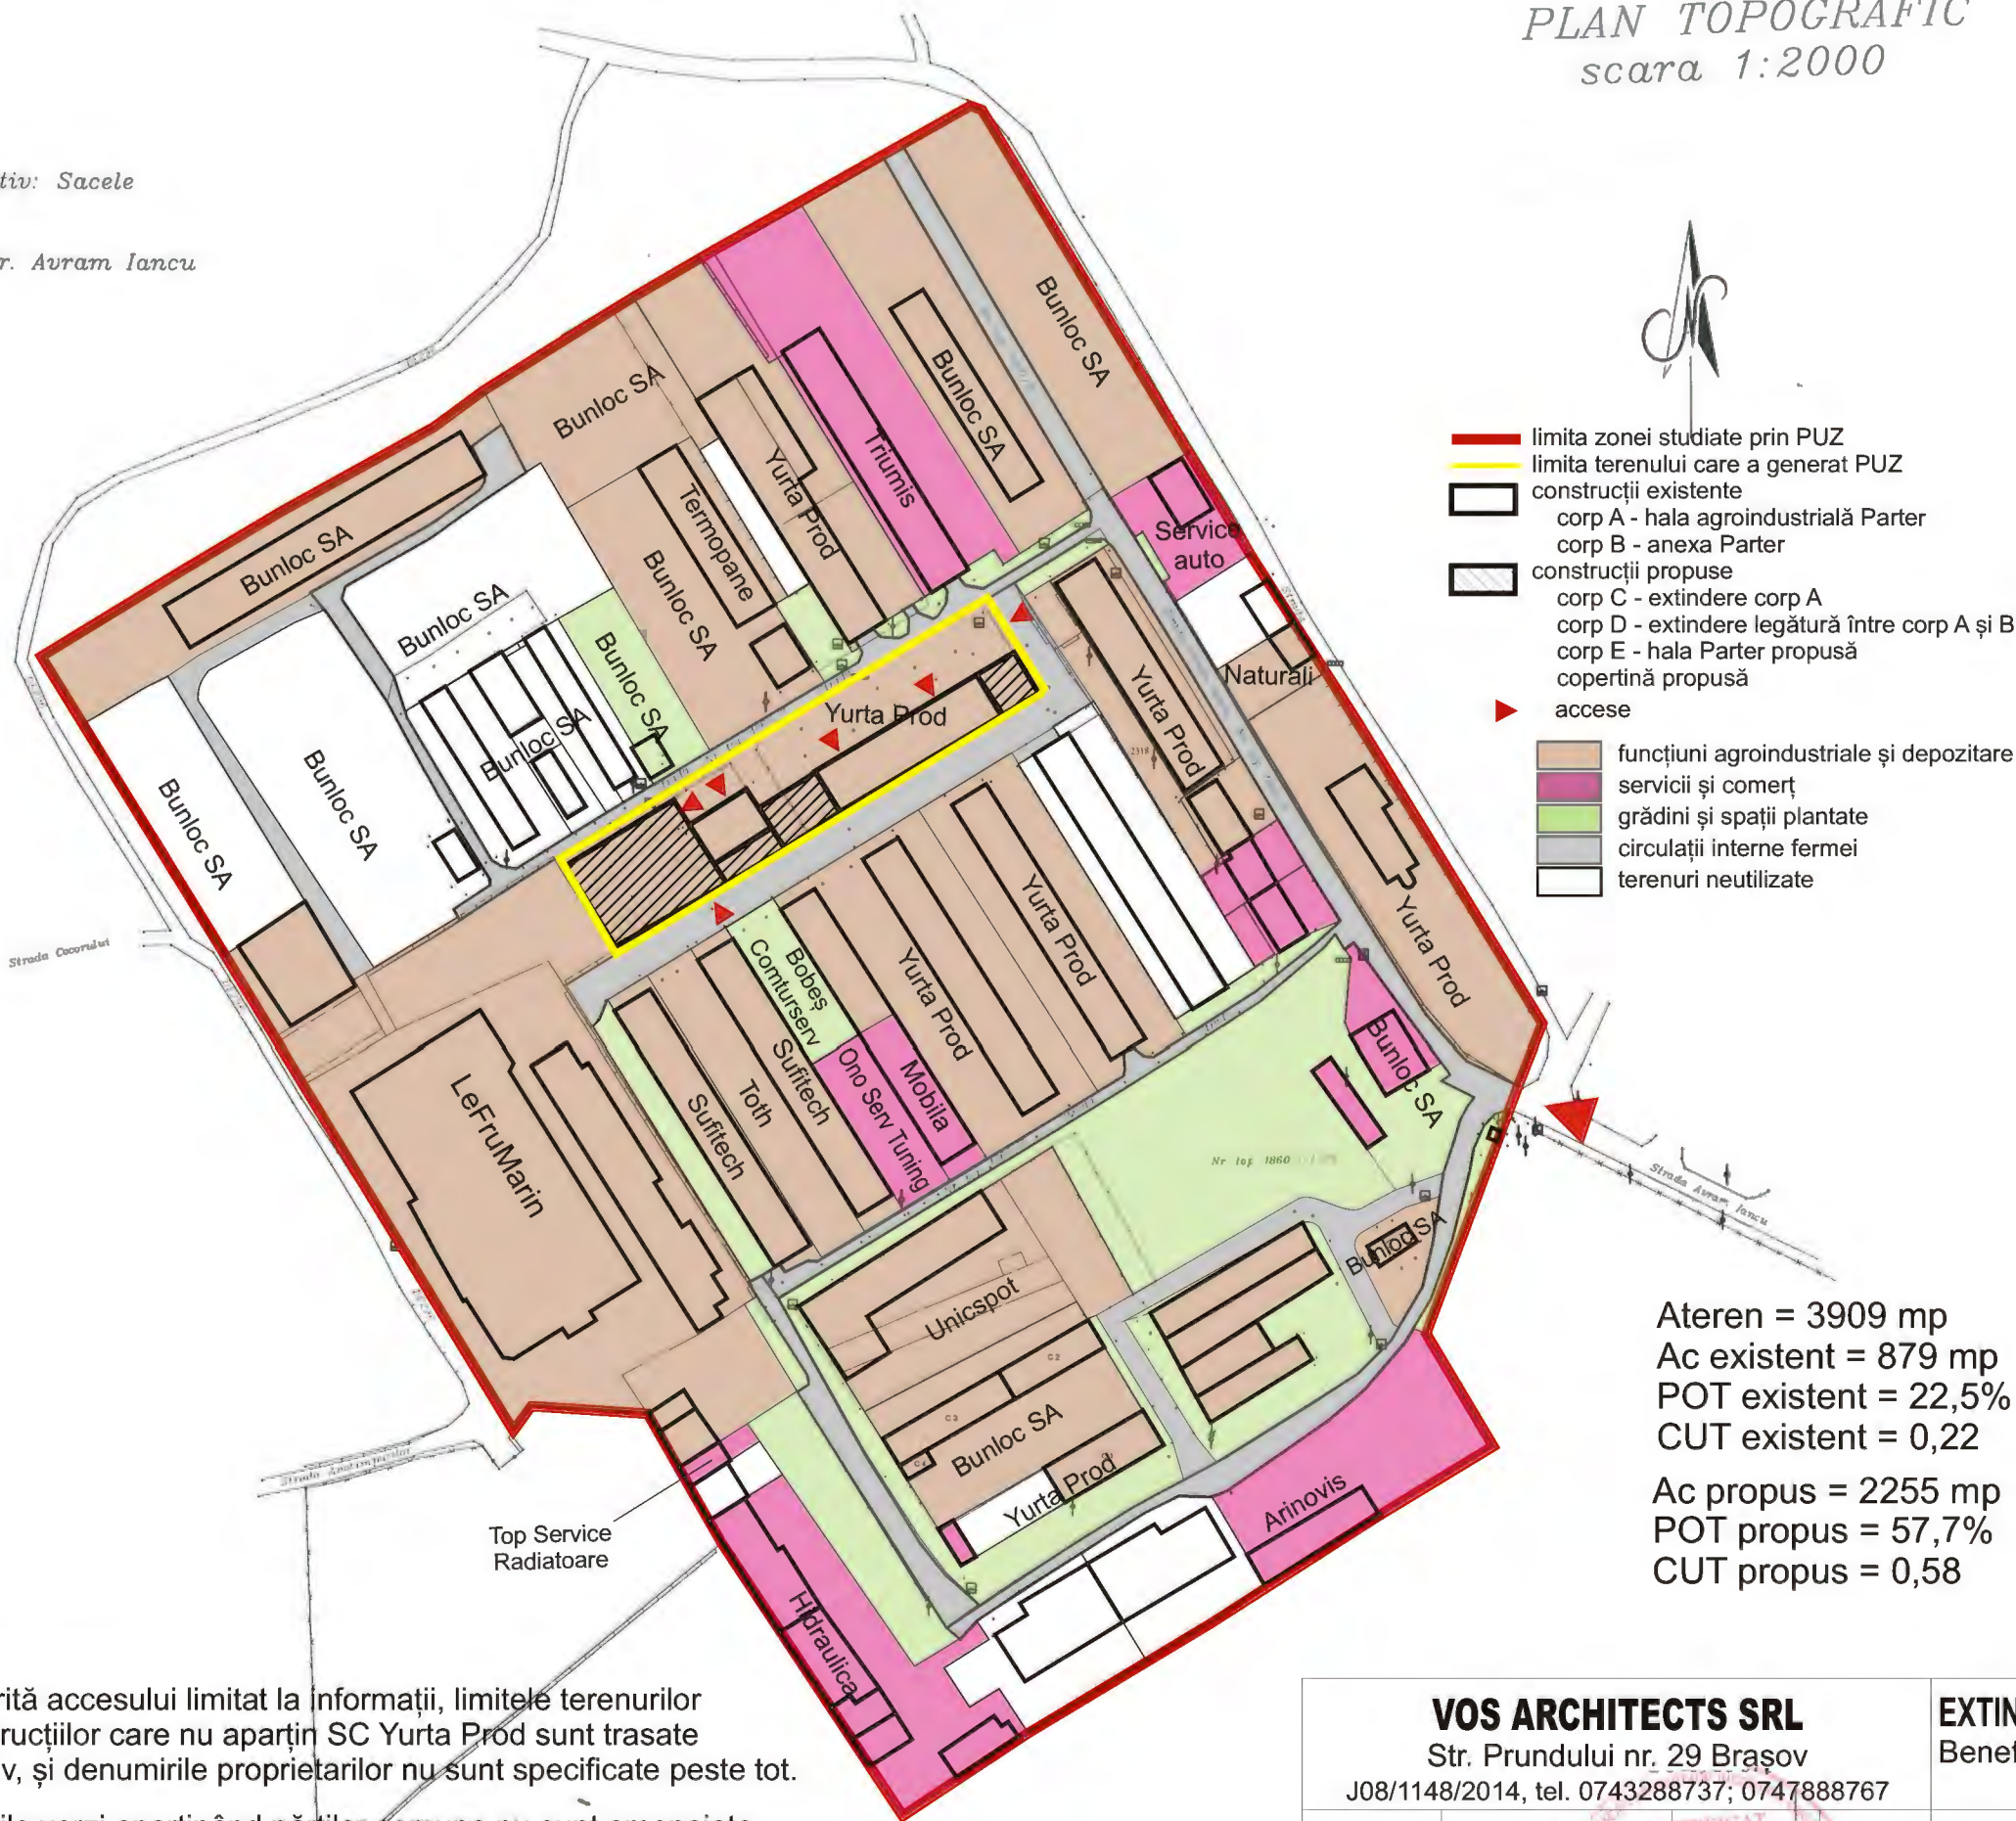 PLAN TOPOGRAFIC
scara 1:2000
tiv: Sacele
r. Avram Iancu
limita zonei studiate prin PUZ
limita terenului care a generat PUZ
construcții existente
corp A - hala agroindustrială Parter
corp B - anexa Parter
construcții propuse
corp C - extindere corp A
corp D - extindere legătură între corp A și B
corp E - hala Parter propusă
copertină propusă
accese
funcțiuni agroindustriale și depozitare
servicii și comerț
grădini și spații plantate
circulații interne fermei
terenuri neutilizate
Bunloc SA
Bunloc SA
Bunloc SA
Triumis
Yurta Prod
Termopane
Bunloc SA
Bunloc SA
Bunloc SA
Bunloc SA
Bunloc SA
Bunloc SA
Bunloc SA
Service
auto
Naturali
Yurta Prod
Yurta Prod
2318
Yurta Prod
Strada Cocorului
LeFruMarin
Sufitech
Toth
Sufitech
Bobeș
Comturserv
Ono Serv Tuning
Mobila
Yurta Prod
Yurta Prod
Bunloc SA
Nr top 1860
Bunloc SA
Strada Avram Iancu
Unicspot
C2
C3
C4
Bunloc SA
Yurta Prod
Arinovis
Top Service
Radiatoare
Hidraulica
Ateren = 3909 mp
Ac existent = 879 mp
POT existent = 22,5%
CUT existent = 0,22
Ac propus = 2255 mp
POT propus = 57,7%
CUT propus = 0,58
rită accesului limitat la informații, limitele terenurilor
rucțiilor care nu aparțin SC Yurta Prod sunt trasate
v, și denumirile proprietarilor nu sunt specificate peste tot.
VOS ARCHITECTS SRL
Str. Prundului nr. 29 Brașov
J08/1148/2014, tel. 0743288737; 0747888767
EXTIN
Benef